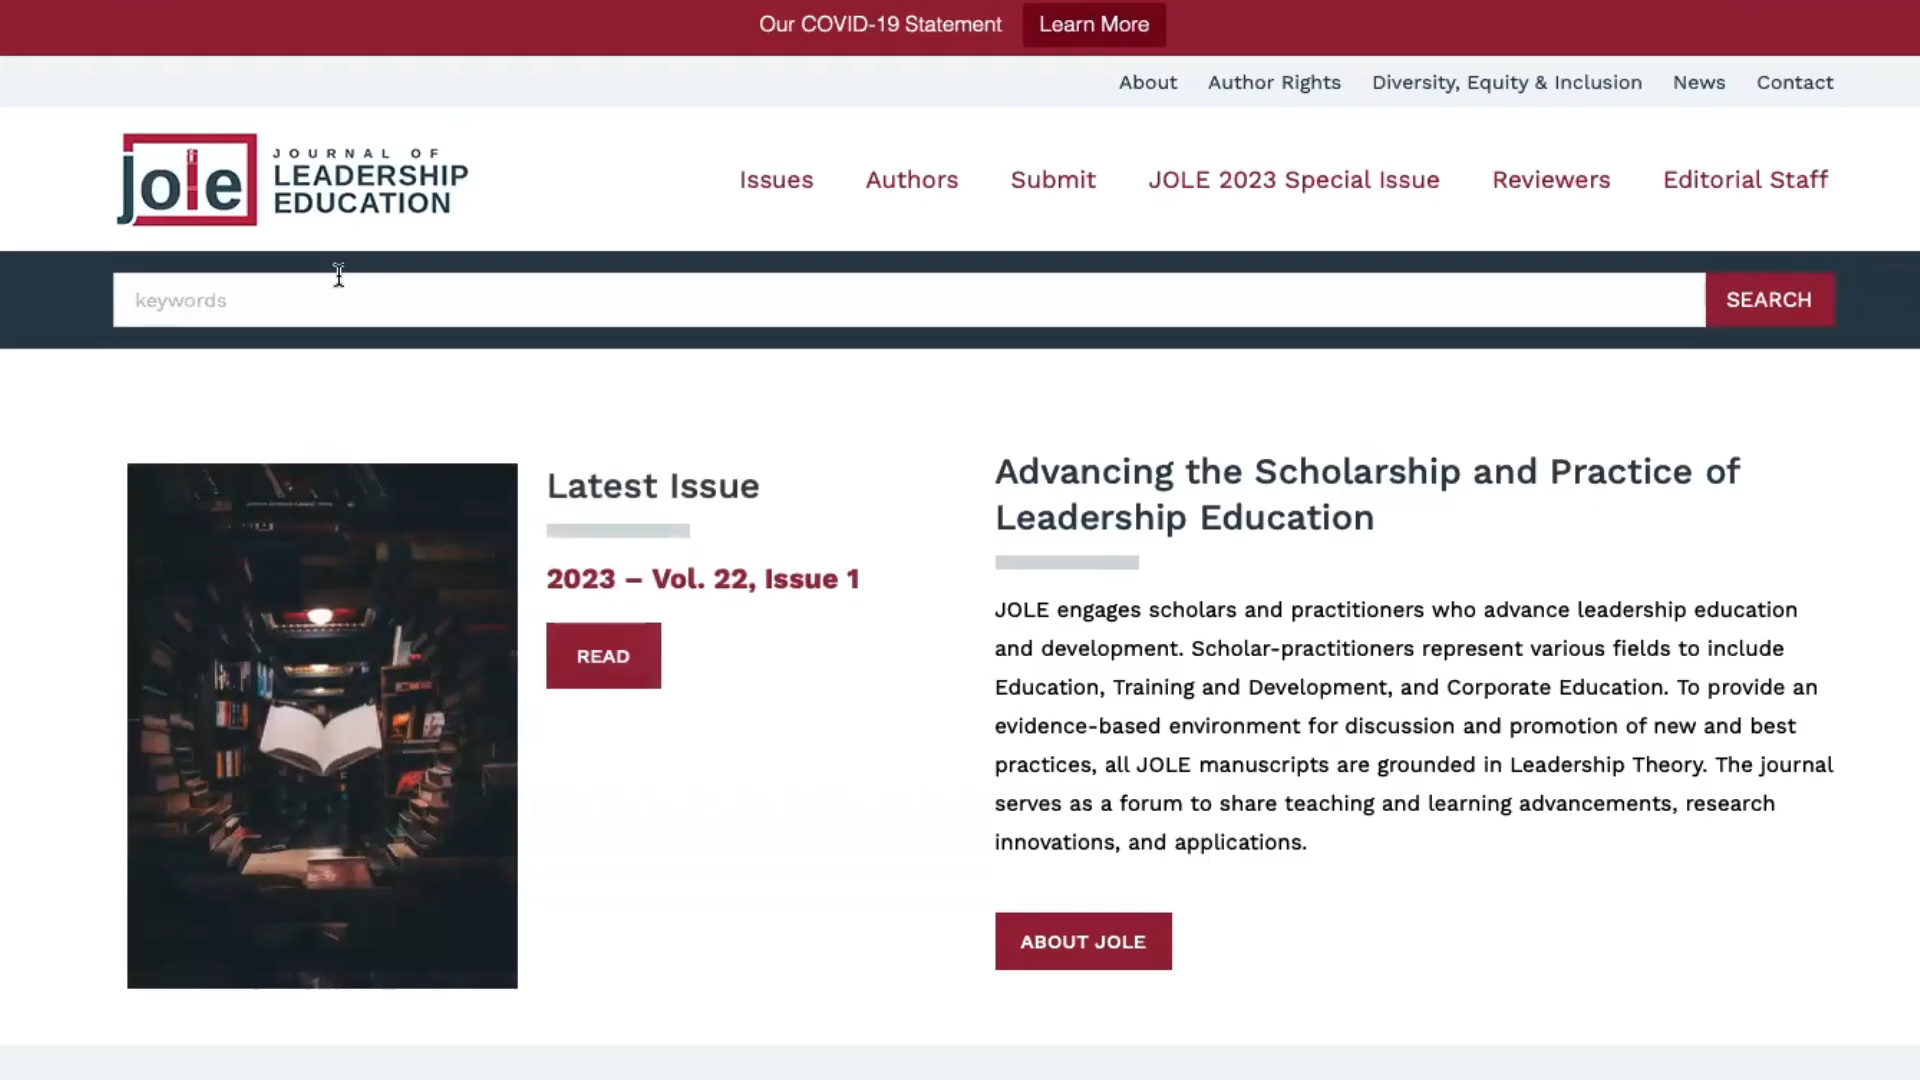 Our COVID-19 Statement Learn More
About Author Rights Diversity, Equity & Inclusion News Contact
jole
JOURNAL OF
LEADERSHIP
EDUCATION
Issues Authors Submit JOLE 2023 Special Issue Reviewers Editorial Staff
keywords
SEARCH
Latest Issue
2023 – Vol. 22, Issue 1
READ
Advancing the Scholarship and Practice of
Leadership Education
JOLE engages scholars and practitioners who advance leadership education
and development. Scholar-practitioners represent various fields to include
Education, Training and Development, and Corporate Education. To provide an
evidence-based environment for discussion and promotion of new and best
practices, all JOLE manuscripts are grounded in Leadership Theory. The journal
serves as a forum to share teaching and learning advancements, research
innovations, and applications.
ABOUT JOLE